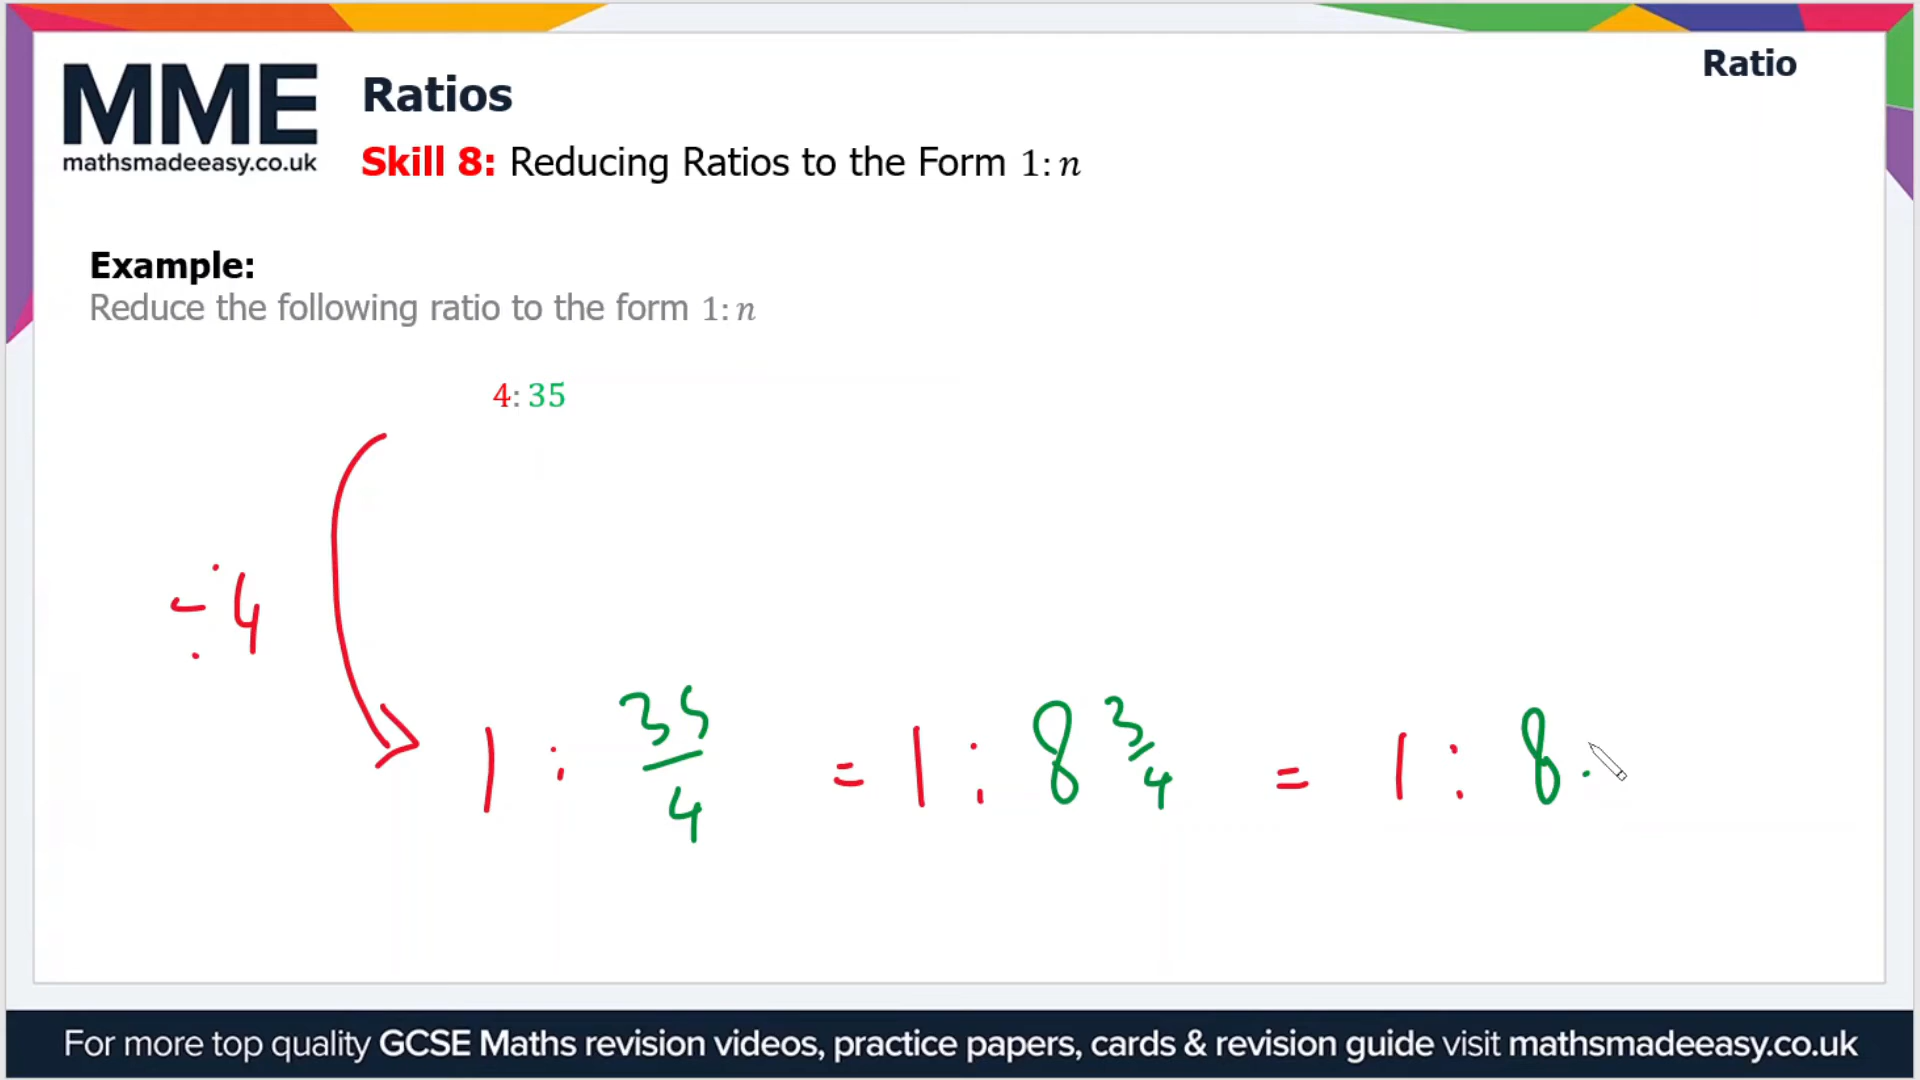 Ratio
MME
mathsmadeeasy.co.uk
Ratios
Skill 8: Reducing Ratios to the Form 1: n
Example:
Reduce the following ratio to the form 1: n
4: 35
÷ 4
1 : 35/4 = 1 : 8 3/4 = 1 : 8.
For more top quality GCSE Maths revision videos, practice papers, cards & revision guide visit mathsmadeeasy.co.uk